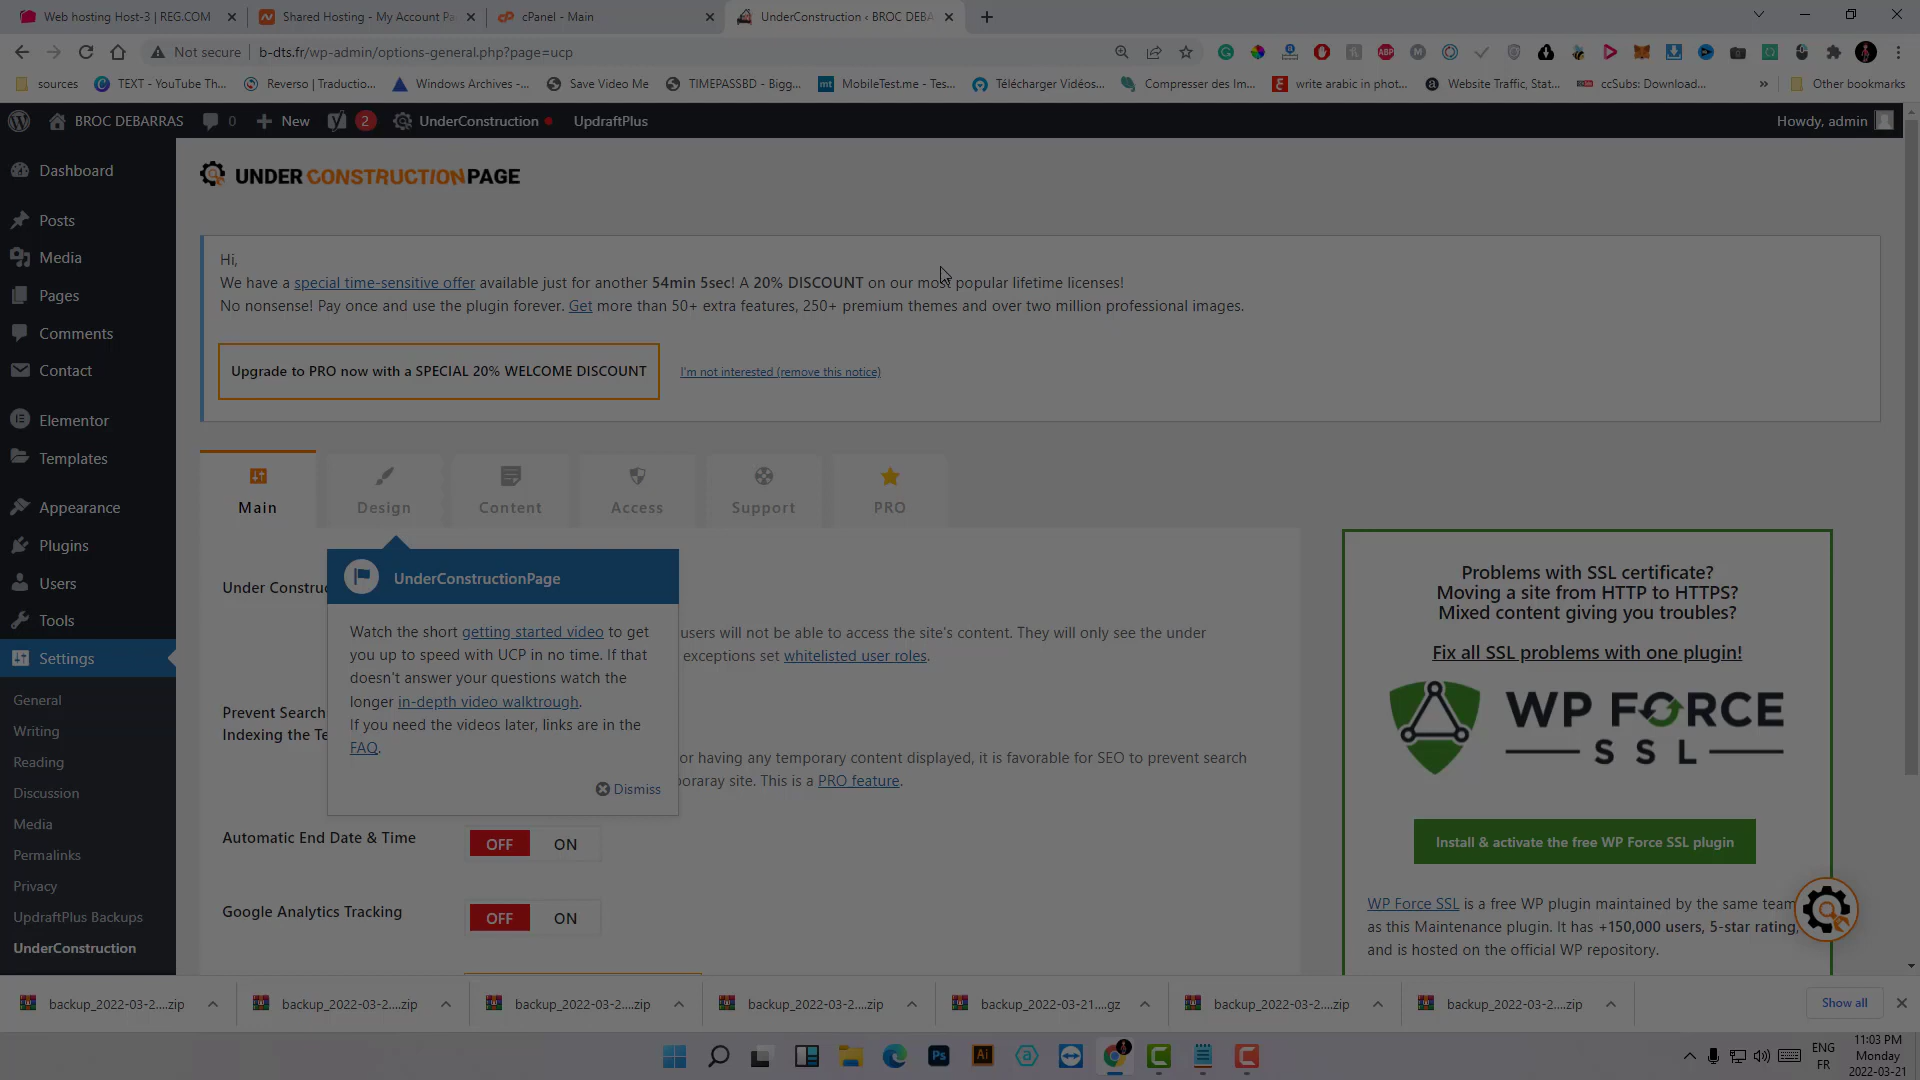 Web hosting Host-3 | REG.COM
Shared Hosting - My Account Pa
cPanel - Main
UnderConstruction ‹ BROC DEBA
Not secure
b-dts.fr/wp-admin/options-general.php?page=ucp
sources
TEXT - YouTube Th...
Reverso | Traduction...
Windows Archives -...
Save Video Me
TIMEPASSBD - Bigg...
MobileTest.me - Tes...
Télécharger Vidéos...
Compresser des Im...
write arabic in phot...
Website Traffic, Stat...
ccSubs: Download...
»
Other bookmarks
BROC DEBARRAS
0
New
2
UnderConstruction
UpdraftPlus
Howdy, admin
Dashboard
Posts
Media
Pages
Comments
Contact
Elementor
Templates
Appearance
Plugins
Users
Tools
Settings
General
Writing
Reading
Discussion
Media
Permalinks
Privacy
UpdraftPlus Backups
UnderConstruction
UNDERCONSTRUCTIONPAGE
Hi,
We have a special time-sensitive offer available just for another 54min 5sec! A 20% DISCOUNT on our most popular lifetime licenses!
No nonsense! Pay once and use the plugin forever. Get more than 50+ extra features, 250+ premium themes and over two million professional images.
Upgrade to PRO now with a SPECIAL 20% WELCOME DISCOUNT
I'm not interested (remove this notice)
Main
Design
Content
Access
Support
PRO
Under Constru
UnderConstructionPage
Watch the short getting started video to get
you up to speed with UCP in no time. If that
doesn't answer your questions watch the
longer in-depth video walktrough.
If you need the videos later, links are in the
FAQ.
Dismiss
users will not be able to access the site's content. They will only see the under
exceptions set whitelisted user roles.
Prevent Search
Indexing the Te
or having any temporary content displayed, it is favorable for SEO to prevent search
poraray site. This is a PRO feature.
Automatic End Date & Time
OFF
ON
Google Analytics Tracking
OFF
ON
Problems with SSL certificate?
Moving a site from HTTP to HTTPS?
Mixed content giving you troubles?
Fix all SSL problems with one plugin!
WP FORCE
SSL
Install & activate the free WP Force SSL plugin
WP Force SSL is a free WP plugin maintained by the same team
as this Maintenance plugin. It has +150,000 users, 5-star rating,
and is hosted on the official WP repository.
backup_2022-03-2....zip
backup_2022-03-2....zip
backup_2022-03-2....zip
backup_2022-03-2....zip
backup_2022-03-21....gz
backup_2022-03-2....zip
backup_2022-03-2....zip
Show all
ENG
FR
11:03 PM
Monday
2022-03-21